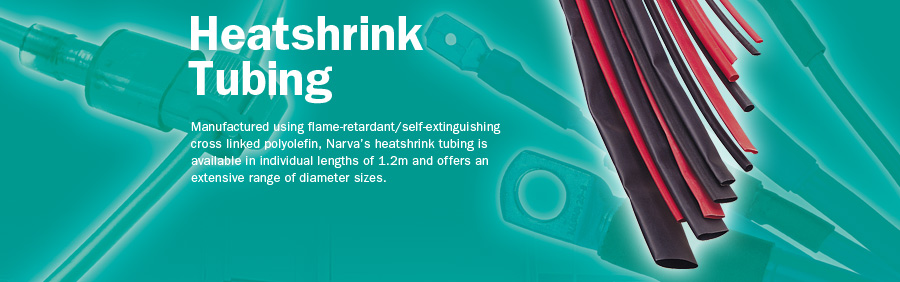 Heatshrink
Tubing
Manufactured using flame-retardant/self-extinguishing
cross linked polyolefin, Narva's heatshrink tubing is
available in individual lengths of 1.2m and offers an
extensive range of diameter sizes.